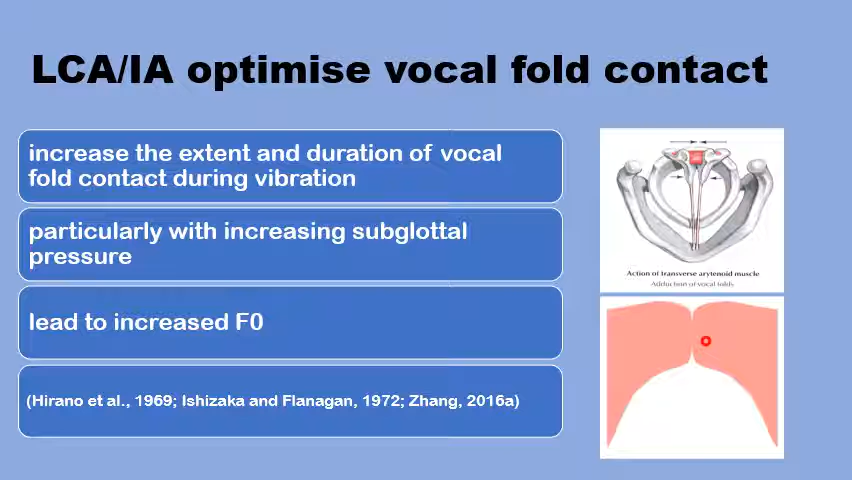 LCA/IA optimise vocal fold contact
increase the extent and duration of vocal
fold contact during vibration
particularly with increasing subglottal
pressure
lead to increased F0
(Hirano et al., 1969; Ishizaka and Flanagan, 1972; Zhang, 2016a)
Action of transverse arytenoid muscle
Adduction of vocal folds